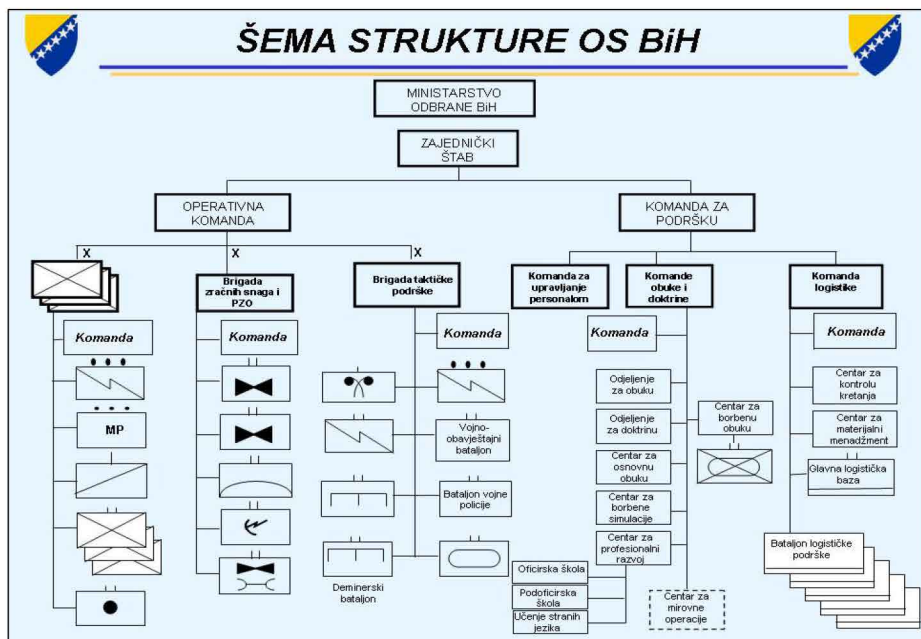 ŠEMA STRUKTURE OS BiH
MINISTARSTVO
ODBRANE BiH
ZAJEDNIČKI
ŠTAB
OPERATIVNA
KOMANDA
KOMANDA ZA
PODRŠKU
X
X
X
Brigada
zračnih snaga i
PZO
Brigada taktičke
podrške
Komanda za
upravljanje
personalom
Komande
obuke i
doktrine
Komanda
logistike
Komanda
Komanda
Komanda
Komanda
Komanda
MP
Vojno-
obavještajni
bataljon
Bataljon vojne
policije
Deminerski
bataljon
Odjeljenje
za obuku
Odjeljenje
za doktrinu
Centar za
osnovnu
obuku
Centar za
borbene
simulacije
Centar za
profesionalni
razvoj
Oficirska škola
Podoficirska
škola
Učenje stranih
jezika
Centar za
borbenu
obuku
Centar za
mirovne
operacije
Centar za
kontrolu
kretanja
Centar za
materijalni
menadžment
Glavna logistička
baza
Bataljon logističke
podrške